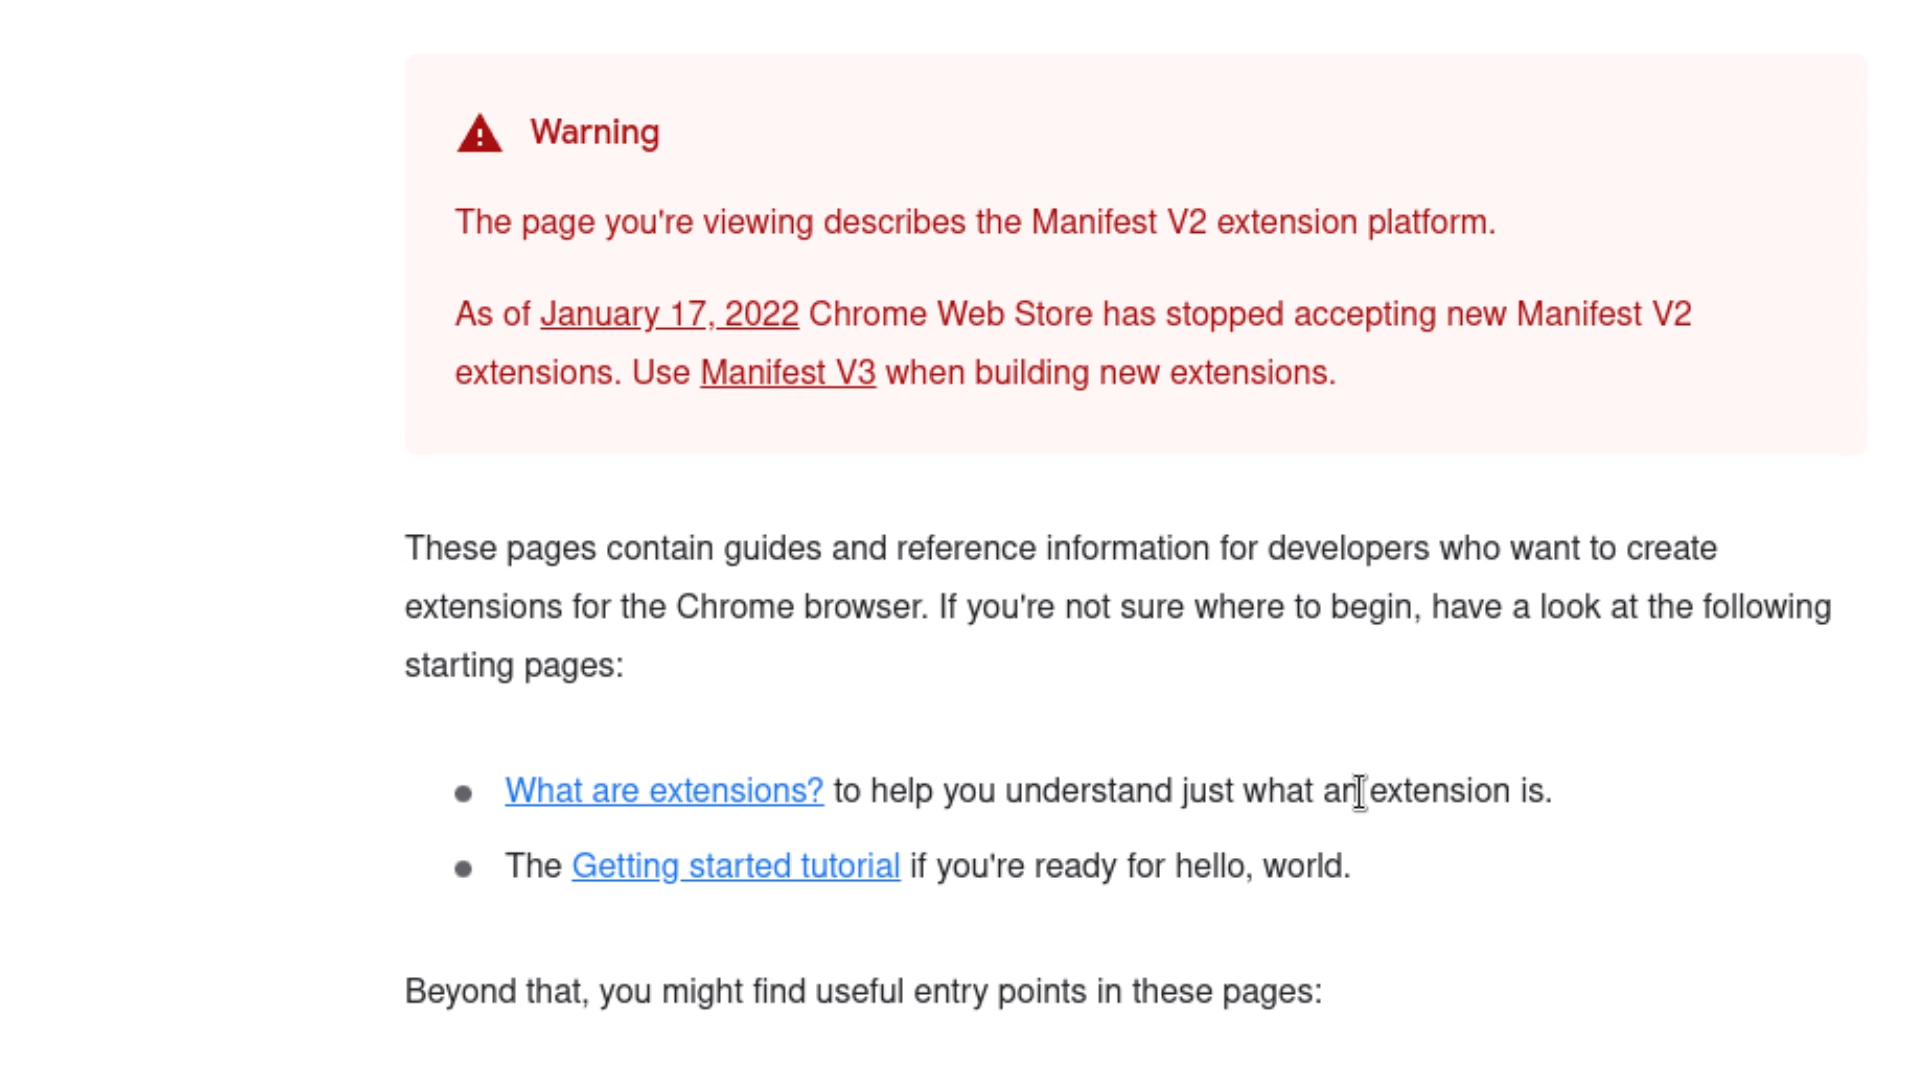 Warning
The page you're viewing describes the Manifest V2 extension platform.
As of January 17, 2022 Chrome Web Store has stopped accepting new Manifest V2
extensions. Use Manifest V3 when building new extensions.
These pages contain guides and reference information for developers who want to create
extensions for the Chrome browser. If you're not sure where to begin, have a look at the following
starting pages:
What are extensions? to help you understand just what an extension is.
The Getting started tutorial if you're ready for hello, world.
Beyond that, you might find useful entry points in these pages: